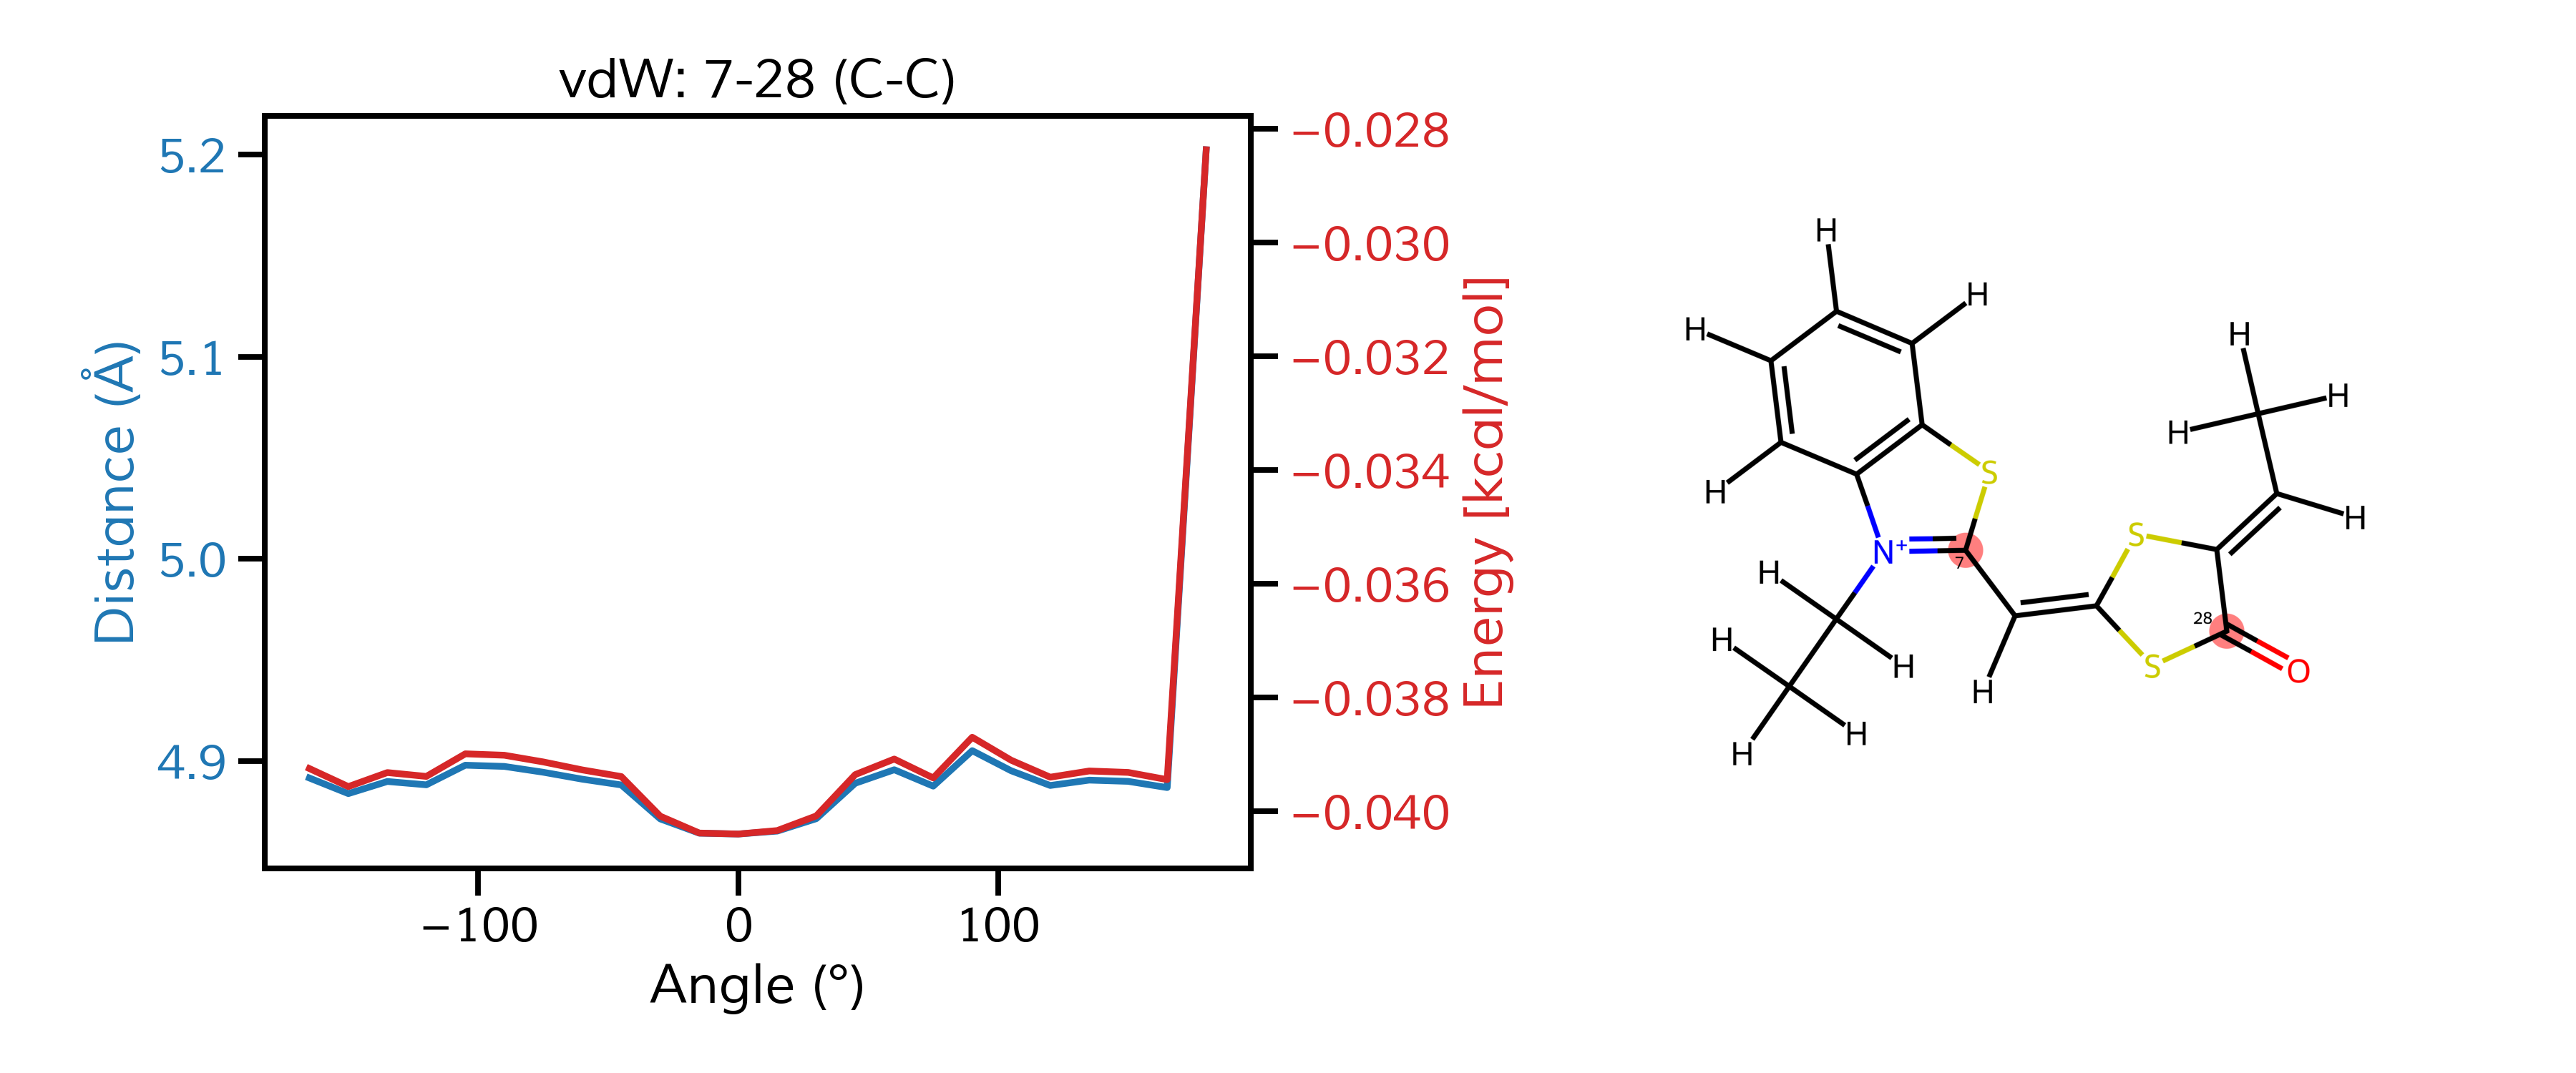 vdW: 7-28 (C-C)
Distance (Å)
5.2
5.1
5.0
4.9
−0.028
−0.030
−0.032
−0.034
−0.036
−0.038
−0.040
Energy [kcal/mol]
−100
0
100
Angle (°)
H
H
H
H
H
S
H
H
H
S
H
N+
7
H
28
H
S
O
H
H
H
H
H